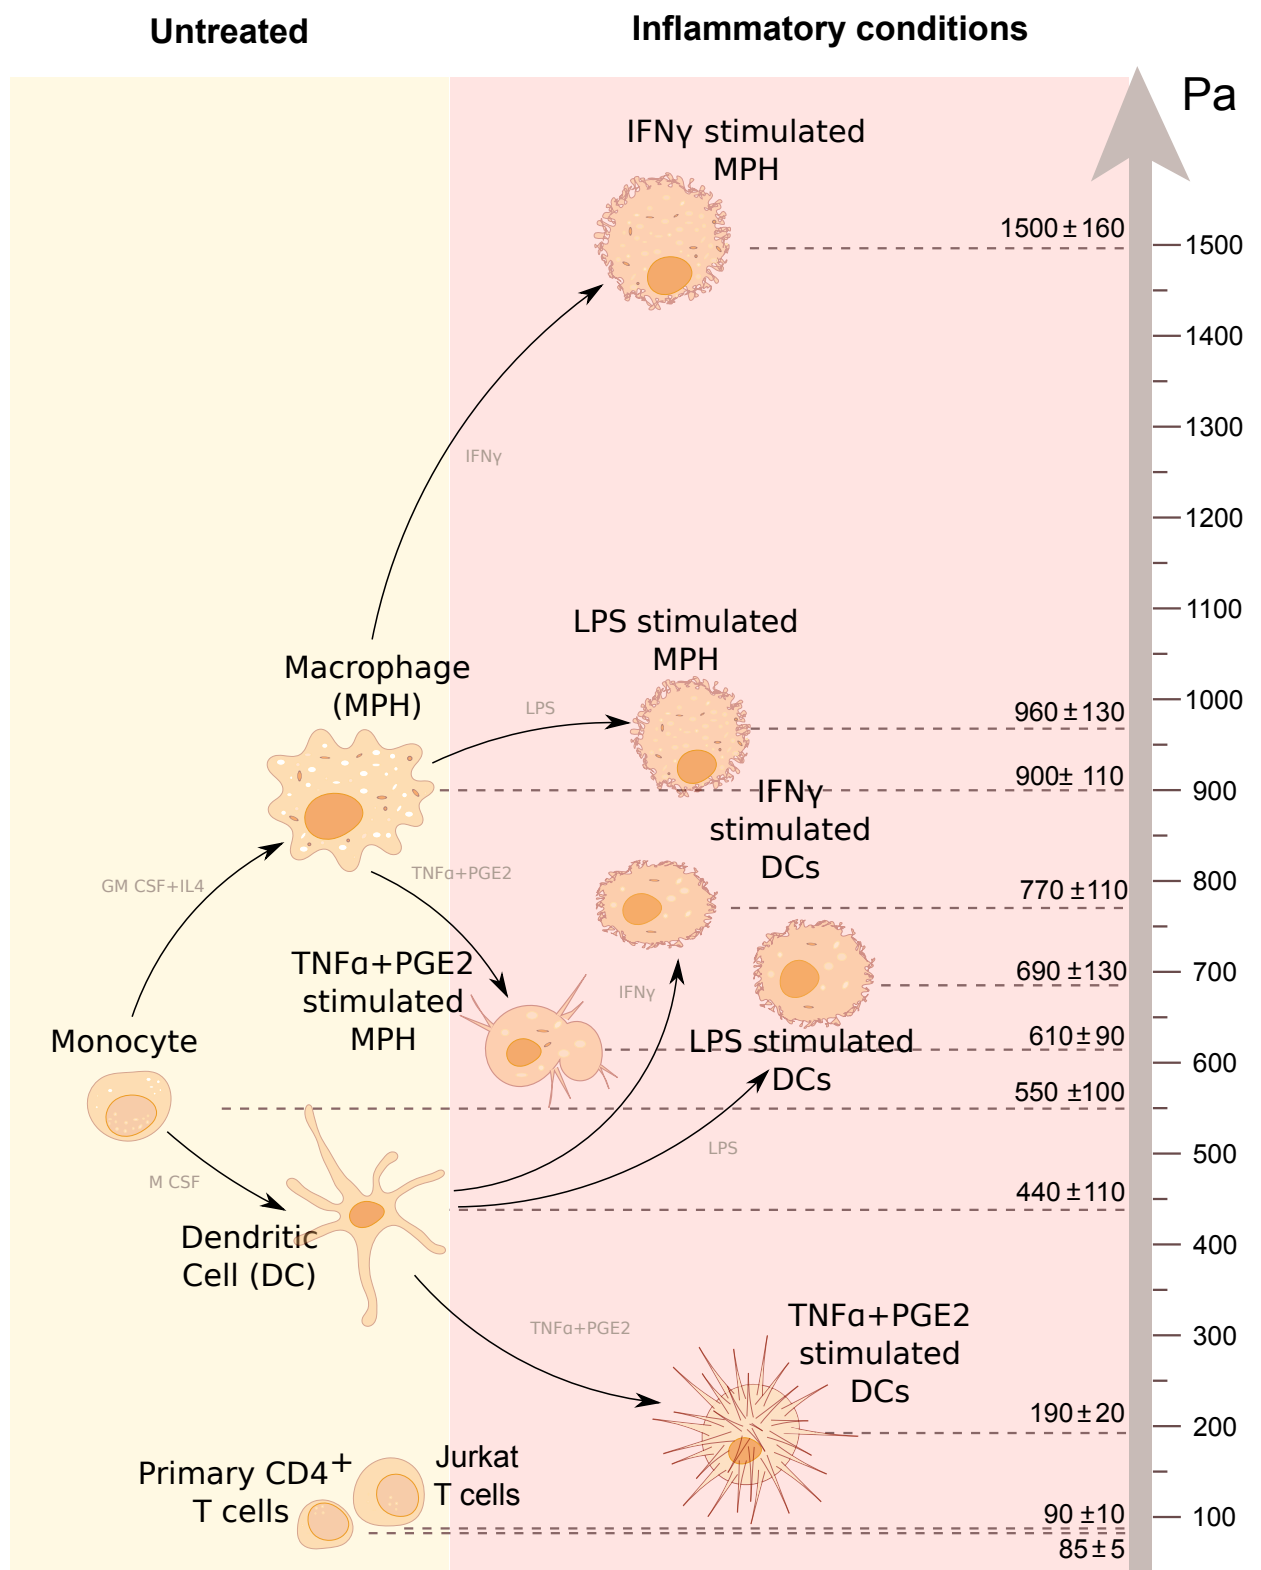 Untreated
Inflammatory conditions
Pa
IFNγ stimulated
MPH
1500±160
1500
1400
1300
IFNγ
1200
1100
LPS stimulated
MPH
Macrophage
(MPH)
LPS
1000
960±130
900± 110
900
IFNγ
stimulated
DCs
TNFα+PGE2
GM CSF+IL4
800
770 ±110
TNFα+PGE2
stimulated
MPH
690 ±130
700
IFNγ
Monocyte
LPS stimulated
DCs
610±90
600
550 ±100
LPS
500
M CSF
440±110
Dendritic
Cell (DC)
400
TNFα+PGE2
TNFα+PGE2
stimulated
DCs
300
190±20
200
Primary CD4+
T cells
Jurkat
T cells
90 ±10
100
85±5